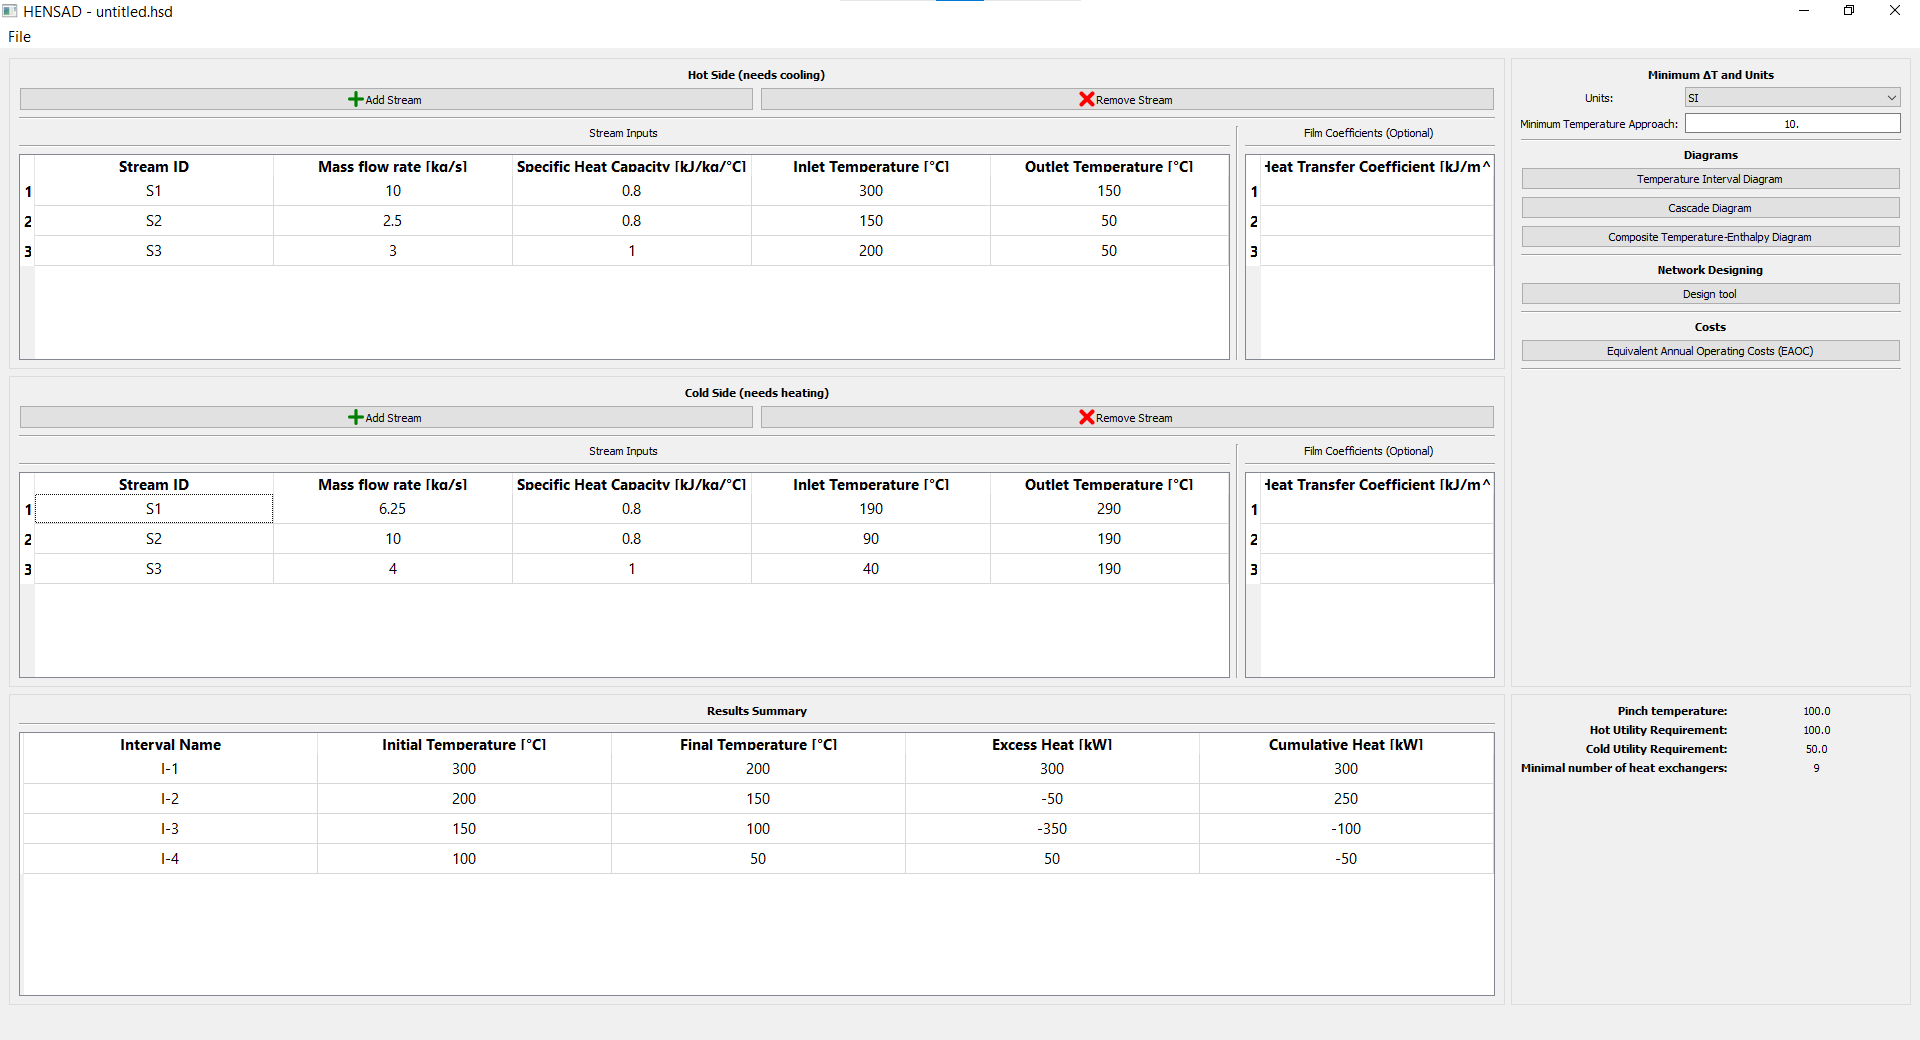 HENSAD - untitled.hsd
File
Hot Side (needs cooling)
Add Stream Remove Stream
Stream Inputs Film Coefficients (Optional)
Stream ID Mass flow rate [kg/s] Specific Heat Capacity [kJ/kg/°C] Inlet Temperature [°C] Outlet Temperature [°C] Heat Transfer Coefficient [kJ/m^
1 S1 10 0.8 300 150 1
2 S2 2.5 0.8 150 50 2
3 S3 3 1 200 50 3
Cold Side (needs heating)
Add Stream Remove Stream
Stream Inputs Film Coefficients (Optional)
Stream ID Mass flow rate [kg/s] Specific Heat Capacity [kJ/kg/°C] Inlet Temperature [°C] Outlet Temperature [°C] Heat Transfer Coefficient [kJ/m^
1 S1 6.25 0.8 190 290 1
2 S2 10 0.8 90 190 2
3 S3 4 1 40 190 3
Results Summary
Interval Name Initial Temperature [°C] Final Temperature [°C] Excess Heat [kW] Cumulative Heat [kW]
I-1 300 200 300 300
I-2 200 150 -50 250
I-3 150 100 -350 -100
I-4 100 50 50 -50
Minimum ΔT and Units
Units: SI
Minimum Temperature Approach: 10.
Diagrams
Temperature Interval Diagram
Cascade Diagram
Composite Temperature-Enthalpy Diagram
Network Designing
Design tool
Costs
Equivalent Annual Operating Costs (EAOC)
Pinch temperature: 100.0
Hot Utility Requirement: 100.0
Cold Utility Requirement: 50.0
Minimal number of heat exchangers: 9